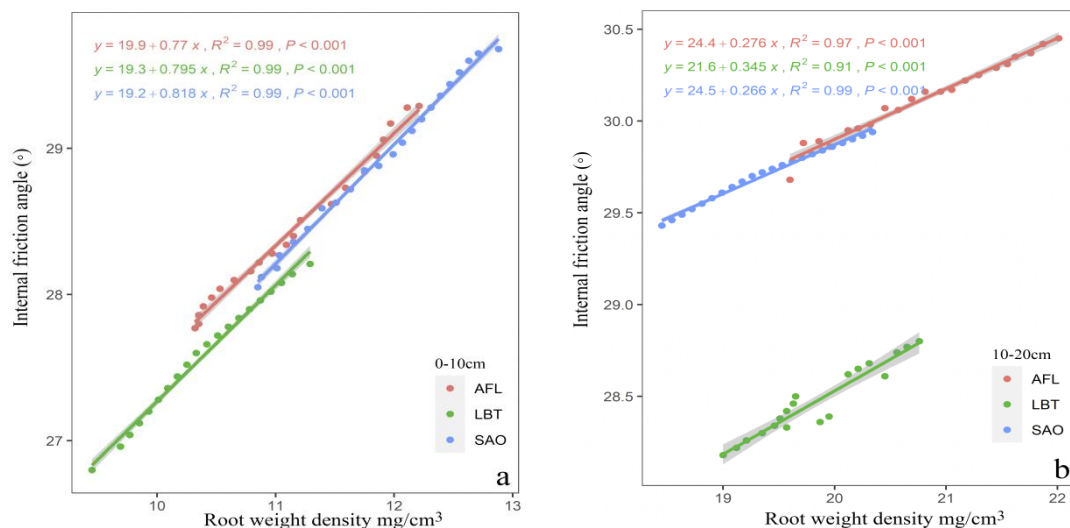 y = 19.9 + 0.77 x , R² = 0.99 , P < 0.001
y = 19.3 + 0.795 x , R² = 0.99 , P < 0.001
y = 19.2 + 0.818 x , R² = 0.99 , P < 0.001
Internal friction angle (°)
29
28
27
0-10cm
AFL
LBT
SAO
a
10
11
12
13
Root weight density mg/cm³
y = 24.4 + 0.276 x , R² = 0.97 , P < 0.001
y = 21.6 + 0.345 x , R² = 0.91 , P < 0.001
y = 24.5 + 0.266 x , R² = 0.99 , P < 0.001
Internal friction angle (°)
30.5
30.0
29.5
29.0
28.5
10-20cm
AFL
LBT
SAO
b
19
20
21
22
Root weight density mg/cm³